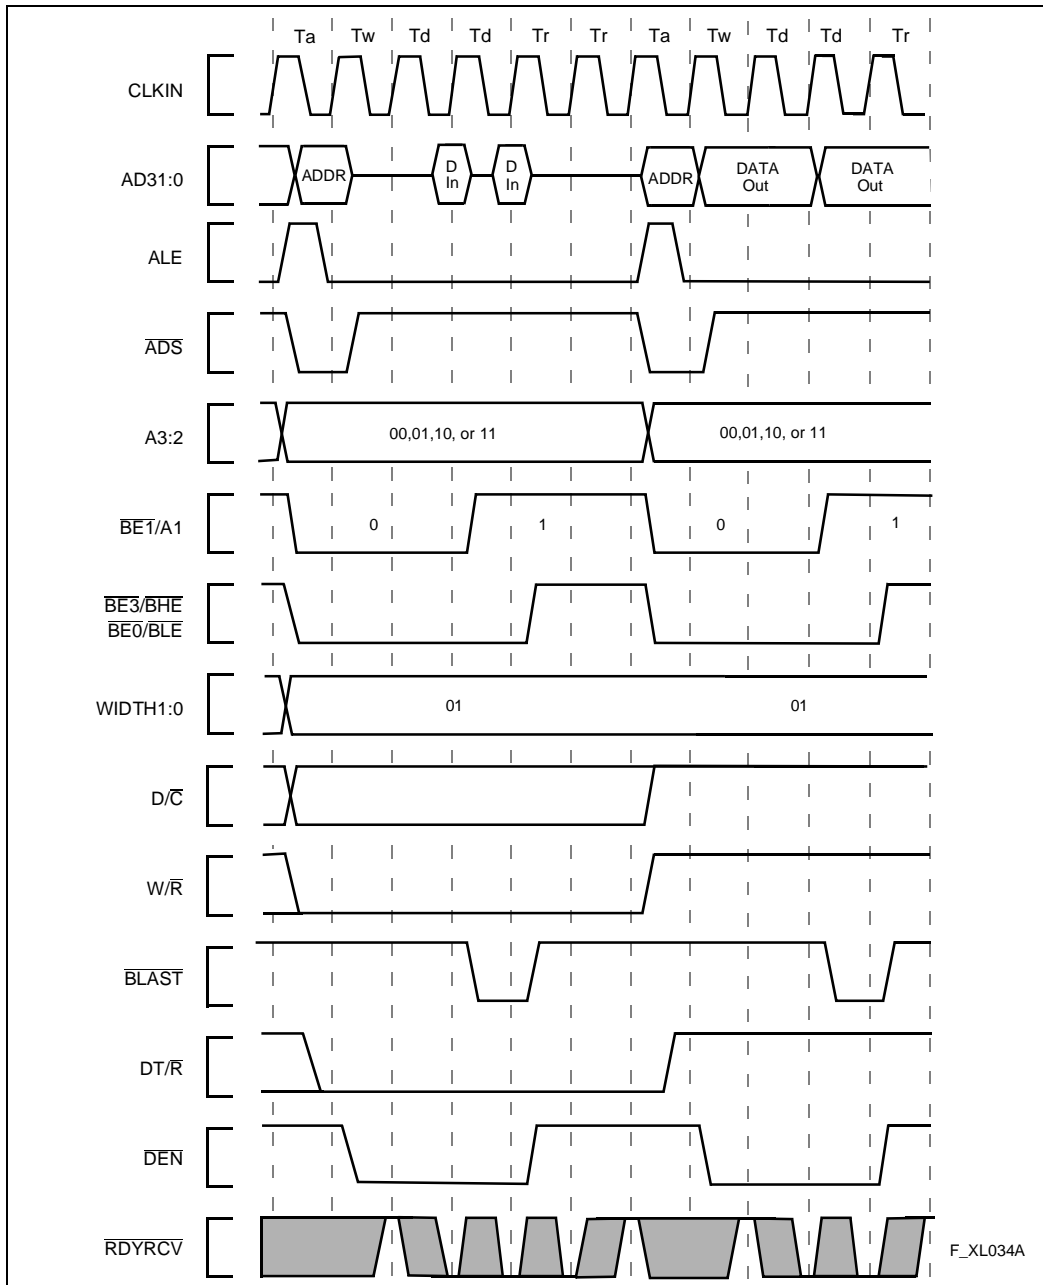 Ta Tw Td Td Tr Tr Ta Tw Td Td Tr
CLKIN
AD31:0
ADDR
D
In
D
In
ADDR
DATA
Out
DATA
Out
ALE
ADS
A3:2
00,01,10, or 11
00,01,10, or 11
BE1/A1
0
1
0
1
BE3/BHE
BE0/BLE
WIDTH1:0
01
01
D/C
W/R
BLAST
DT/R
DEN
RDYRCV
F_XL034A